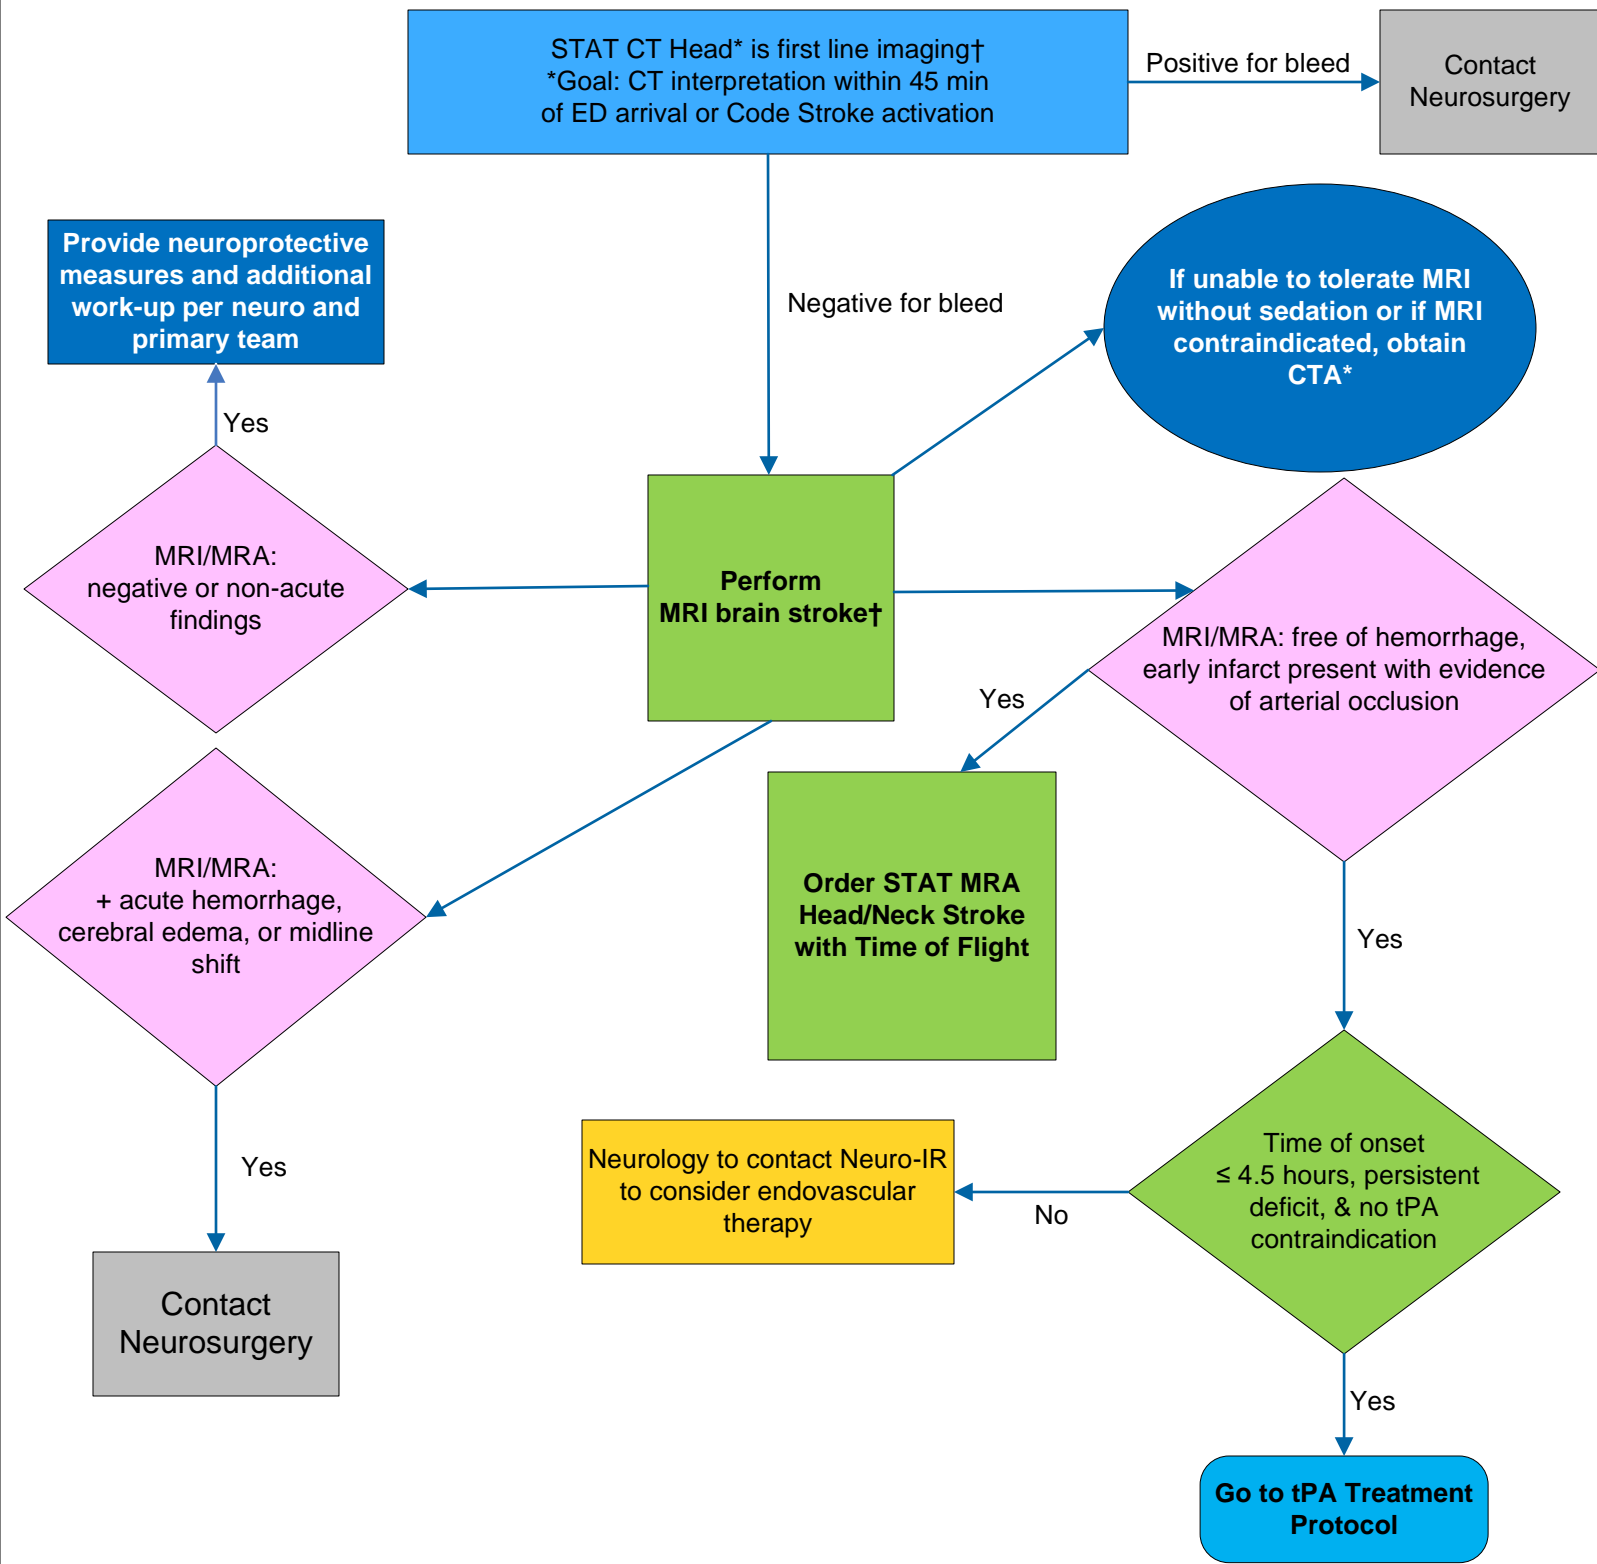 STAT CT Head* is first line imaging†
*Goal: CT interpretation within 45 min
of ED arrival or Code Stroke activation
Positive for bleed
Contact
Neurosurgery
Negative for bleed
Provide neuroprotective
measures and additional
work-up per neuro and
primary team
If unable to tolerate MRI
without sedation or if MRI
contraindicated, obtain
CTA*
Yes
MRI/MRA:
negative or non-acute
findings
Perform
MRI brain stroke†
MRI/MRA: free of hemorrhage,
early infarct present with evidence
of arterial occlusion
Yes
Order STAT MRA
Head/Neck Stroke
with Time of Flight
MRI/MRA:
+ acute hemorrhage,
cerebral edema, or midline
shift
Yes
Yes
Contact
Neurosurgery
Time of onset
≤ 4.5 hours, persistent
deficit, & no tPA
contraindication
No
Neurology to contact Neuro-IR
to consider endovascular
therapy
Yes
Go to tPA Treatment
Protocol